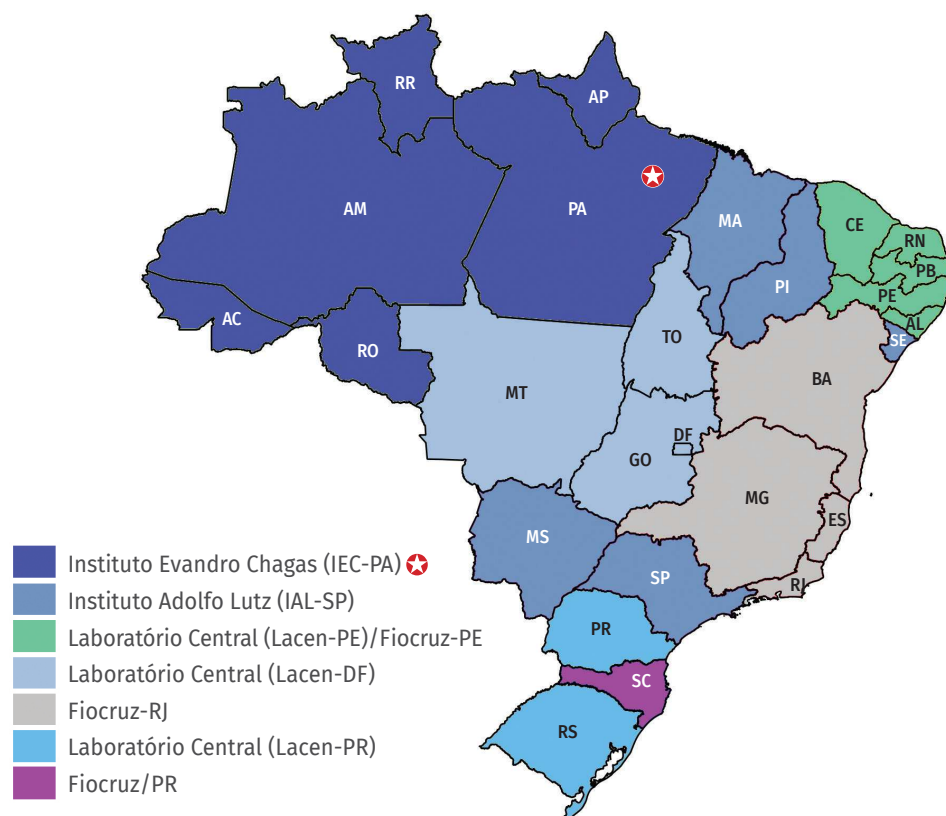 RR
AP
AM
PA
MA
CE
RN
PB
PI
PE
AL
SE
AC
RO
TO
BA
MT
DF
GO
MG
ES
MS
SP
RJ
PR
SC
RS
Instituto Evandro Chagas (IEC-PA)
Instituto Adolfo Lutz (IAL-SP)
Laboratório Central (Lacen-PE)/Fiocruz-PE
Laboratório Central (Lacen-DF)
Fiocruz-RJ
Laboratório Central (Lacen-PR)
Fiocruz/PR